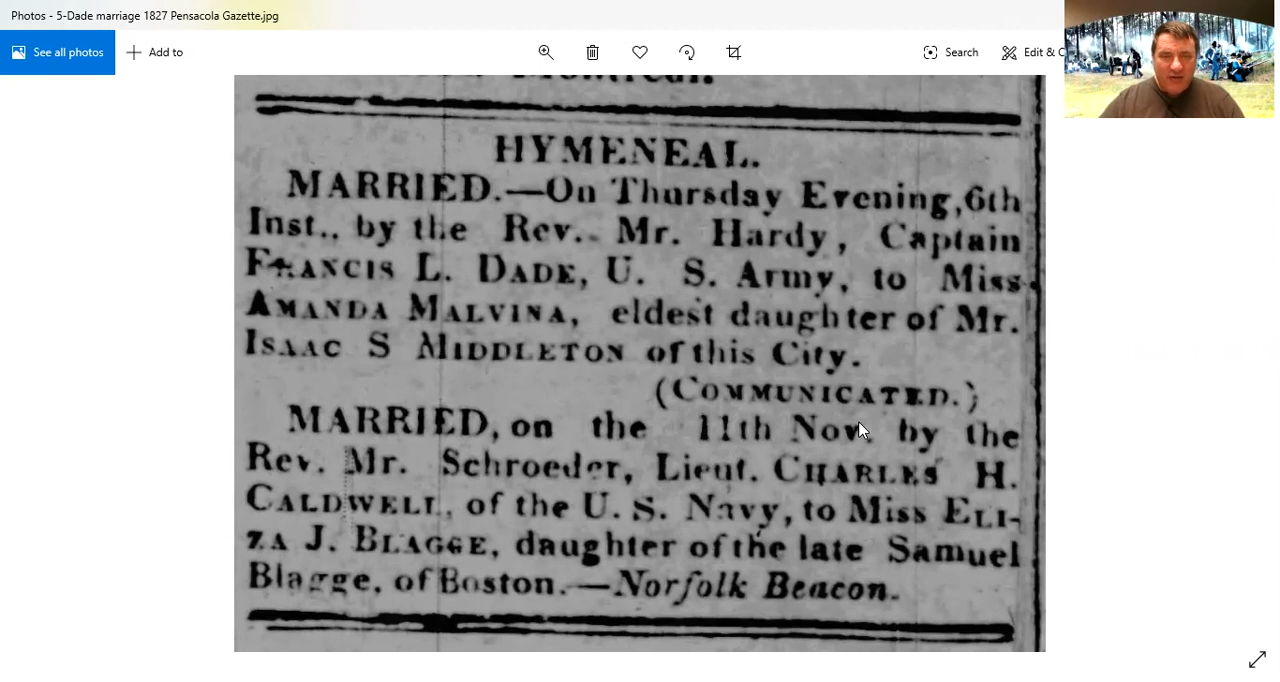 Photos - 5-Dade marriage 1827 Pensacola Gazette.jpg
See all photos
Add to
Search
Edit & C
Montreal.
HYMENEAL.
MARRIED.—On Thursday Evening, 6th
Inst., by the Rev. Mr. Hardy, Captain
FRANCIS L. DADE, U. S. Army, to Miss
AMANDA MALVINA, eldest daughter of Mr.
ISAAC S MIDDLETON of this City.
(COMMUNICATED.)
MARRIED, on the 11th Nov. by the
Rev. Mr. Schroeder, Lieut. CHARLES H.
CALDWELL, of the U. S. Navy, to Miss ELI-
ZA J. BLAGGE, daughter of the late Samuel
Blagge, of Boston.—Norfolk Beacon.